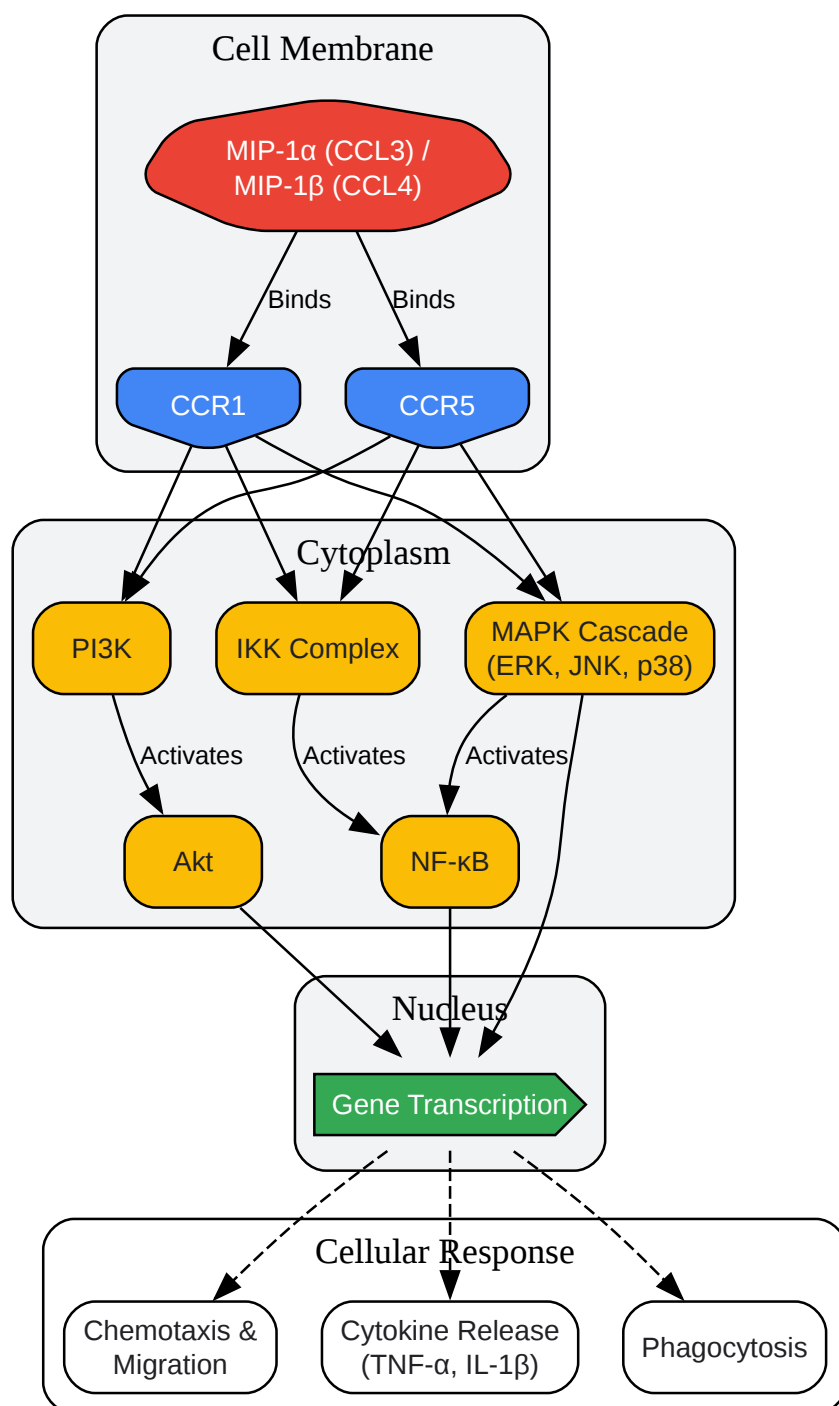 Cell Membrane
MIP-1α (CCL3) /
MIP-1β (CCL4)
Binds
Binds
CCR1
CCR5
Cytoplasm
PI3K
IKK Complex
MAPK Cascade
(ERK, JNK, p38)
Activates
Activates
Activates
Akt
NF-κB
Nucleus
Gene Transcription
Cellular Response
Chemotaxis &
Migration
Cytokine Release
(TNF-α, IL-1β)
Phagocytosis